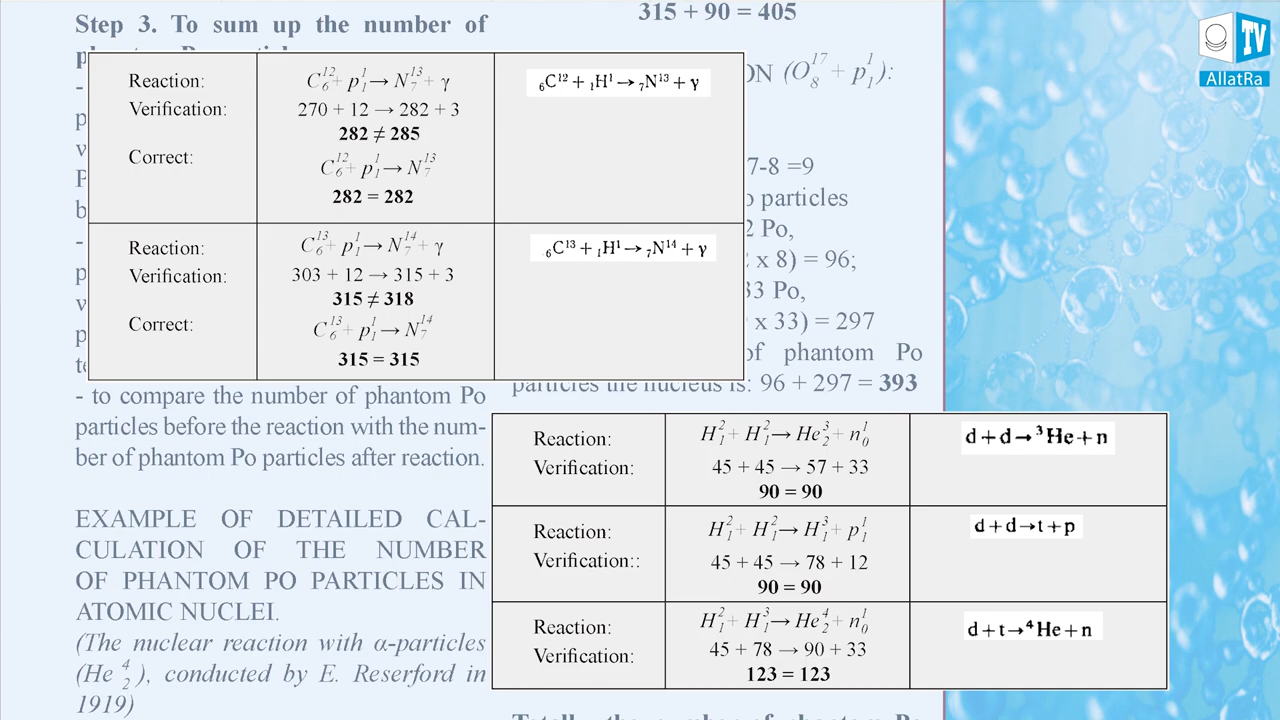 Step 3. To sum up the number of
Reaction: C₆¹² + p₁¹ → N₇¹³ + γ
Verification: 270 + 12 → 282 + 3
282 ≠ 285
Correct: C₆¹² + p₁¹ → N₇¹³
282 = 282
₆C¹² + ₁H¹ → ₇N¹³ + γ
Reaction: C₆¹³ + p₁¹ → N₇¹⁴ + γ
Verification: 303 + 12 → 315 + 3
315 ≠ 318
Correct: C₆¹³ + p₁¹ → N₇¹⁴
315 = 315
₆C¹³ + ₁H¹ → ₇N¹⁴ + γ
- to compare the number of phantom Po
particles before the reaction with the num-
ber of phantom Po particles after reaction.
EXAMPLE OF DETAILED CAL-
CULATION OF THE NUMBER
OF PHANTOM PO PARTICLES IN
ATOMIC NUCLEI.
(The nuclear reaction with α-particles
(He ₂⁴ ), conducted by E. Reserford in
1919)
315 + 90 = 405
ON (O₈¹⁷ + p₁¹):
7-8 =9
o particles
2 Po,
x 8) = 96;
33 Po,
x 33) = 297
of phantom Po
particles the nucleus is: 96 + 297 = 393
Reaction: H₁² + H₁² → He₂³ + n₀¹
Verification: 45 + 45 → 57 + 33
90 = 90
d + d → ³He + n
Reaction: H₁² + H₁² → H₁³ + p₁¹
Verification:: 45 + 45 → 78 + 12
90 = 90
d + d → t + p
Reaction: H₁² + H₁³ → He₂⁴ + n₀¹
Verification: 45 + 78 → 90 + 33
123 = 123
d + t → ⁴He + n
TV
AllatRa